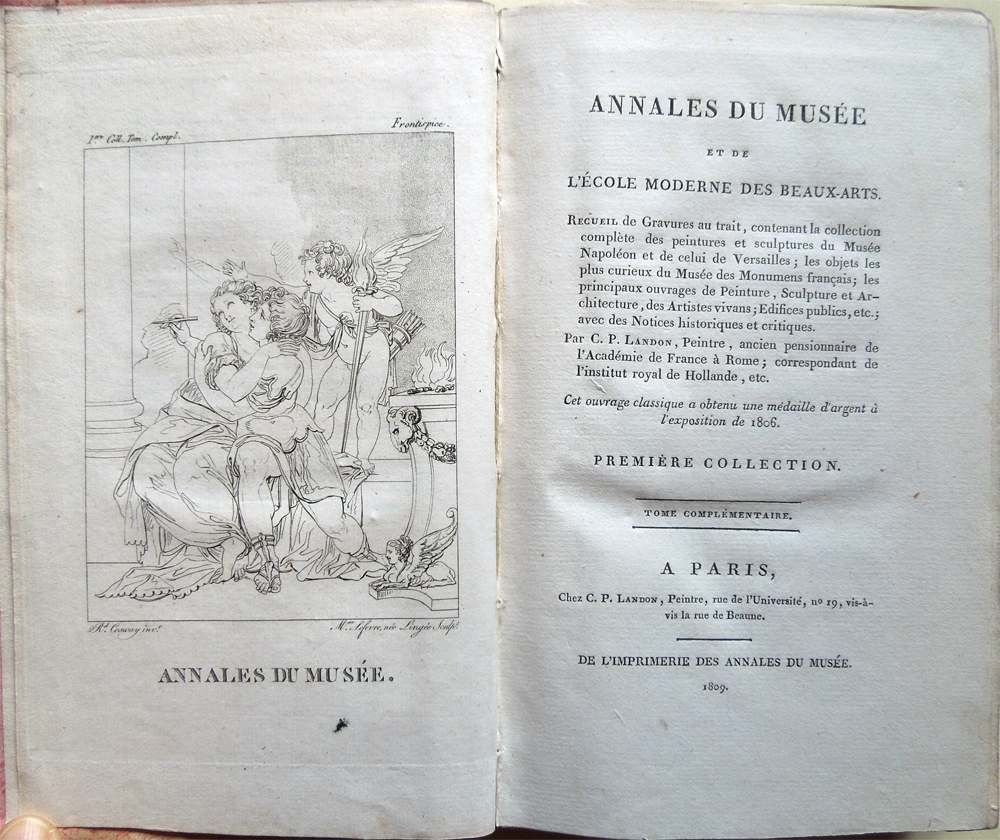 1.ere Coll. Tom. Compl.
Frontispice.
R.d Cosway inv.t
M.me Lefevre, née Lingée Sculp.t
ANNALES DU MUSÉE.
ANNALES DU MUSÉE
ET DE
L'ÉCOLE MODERNE DES BEAUX-ARTS.
RECUEIL de Gravures au trait, contenant la collection
complète des peintures et sculptures du Musée
Napoléon et de celui de Versailles; les objets les
plus curieux du Musée des Monumens français; les
principaux ouvrages de Peinture, Sculpture et Ar-
chitecture, des Artistes vivans; Edifices publics, etc.;
avec des Notices historiques et critiques.
Par C. P. LANDON, Peintre, ancien pensionnaire de
l'Académie de France à Rome; correspondant de
l'institut royal de Hollande, etc.
Cet ouvrage classique a obtenu une médaille d'argent à
l'exposition de 1806.
PREMIÈRE COLLECTION.
TOME COMPLÉMENTAIRE.
A PARIS,
Chez C. P. LANDON, Peintre, rue de l'Université, nº 19, vis-à-
vis la rue de Beaune.
DE L'IMPRIMERIE DES ANNALES DU MUSÉE.
1809.